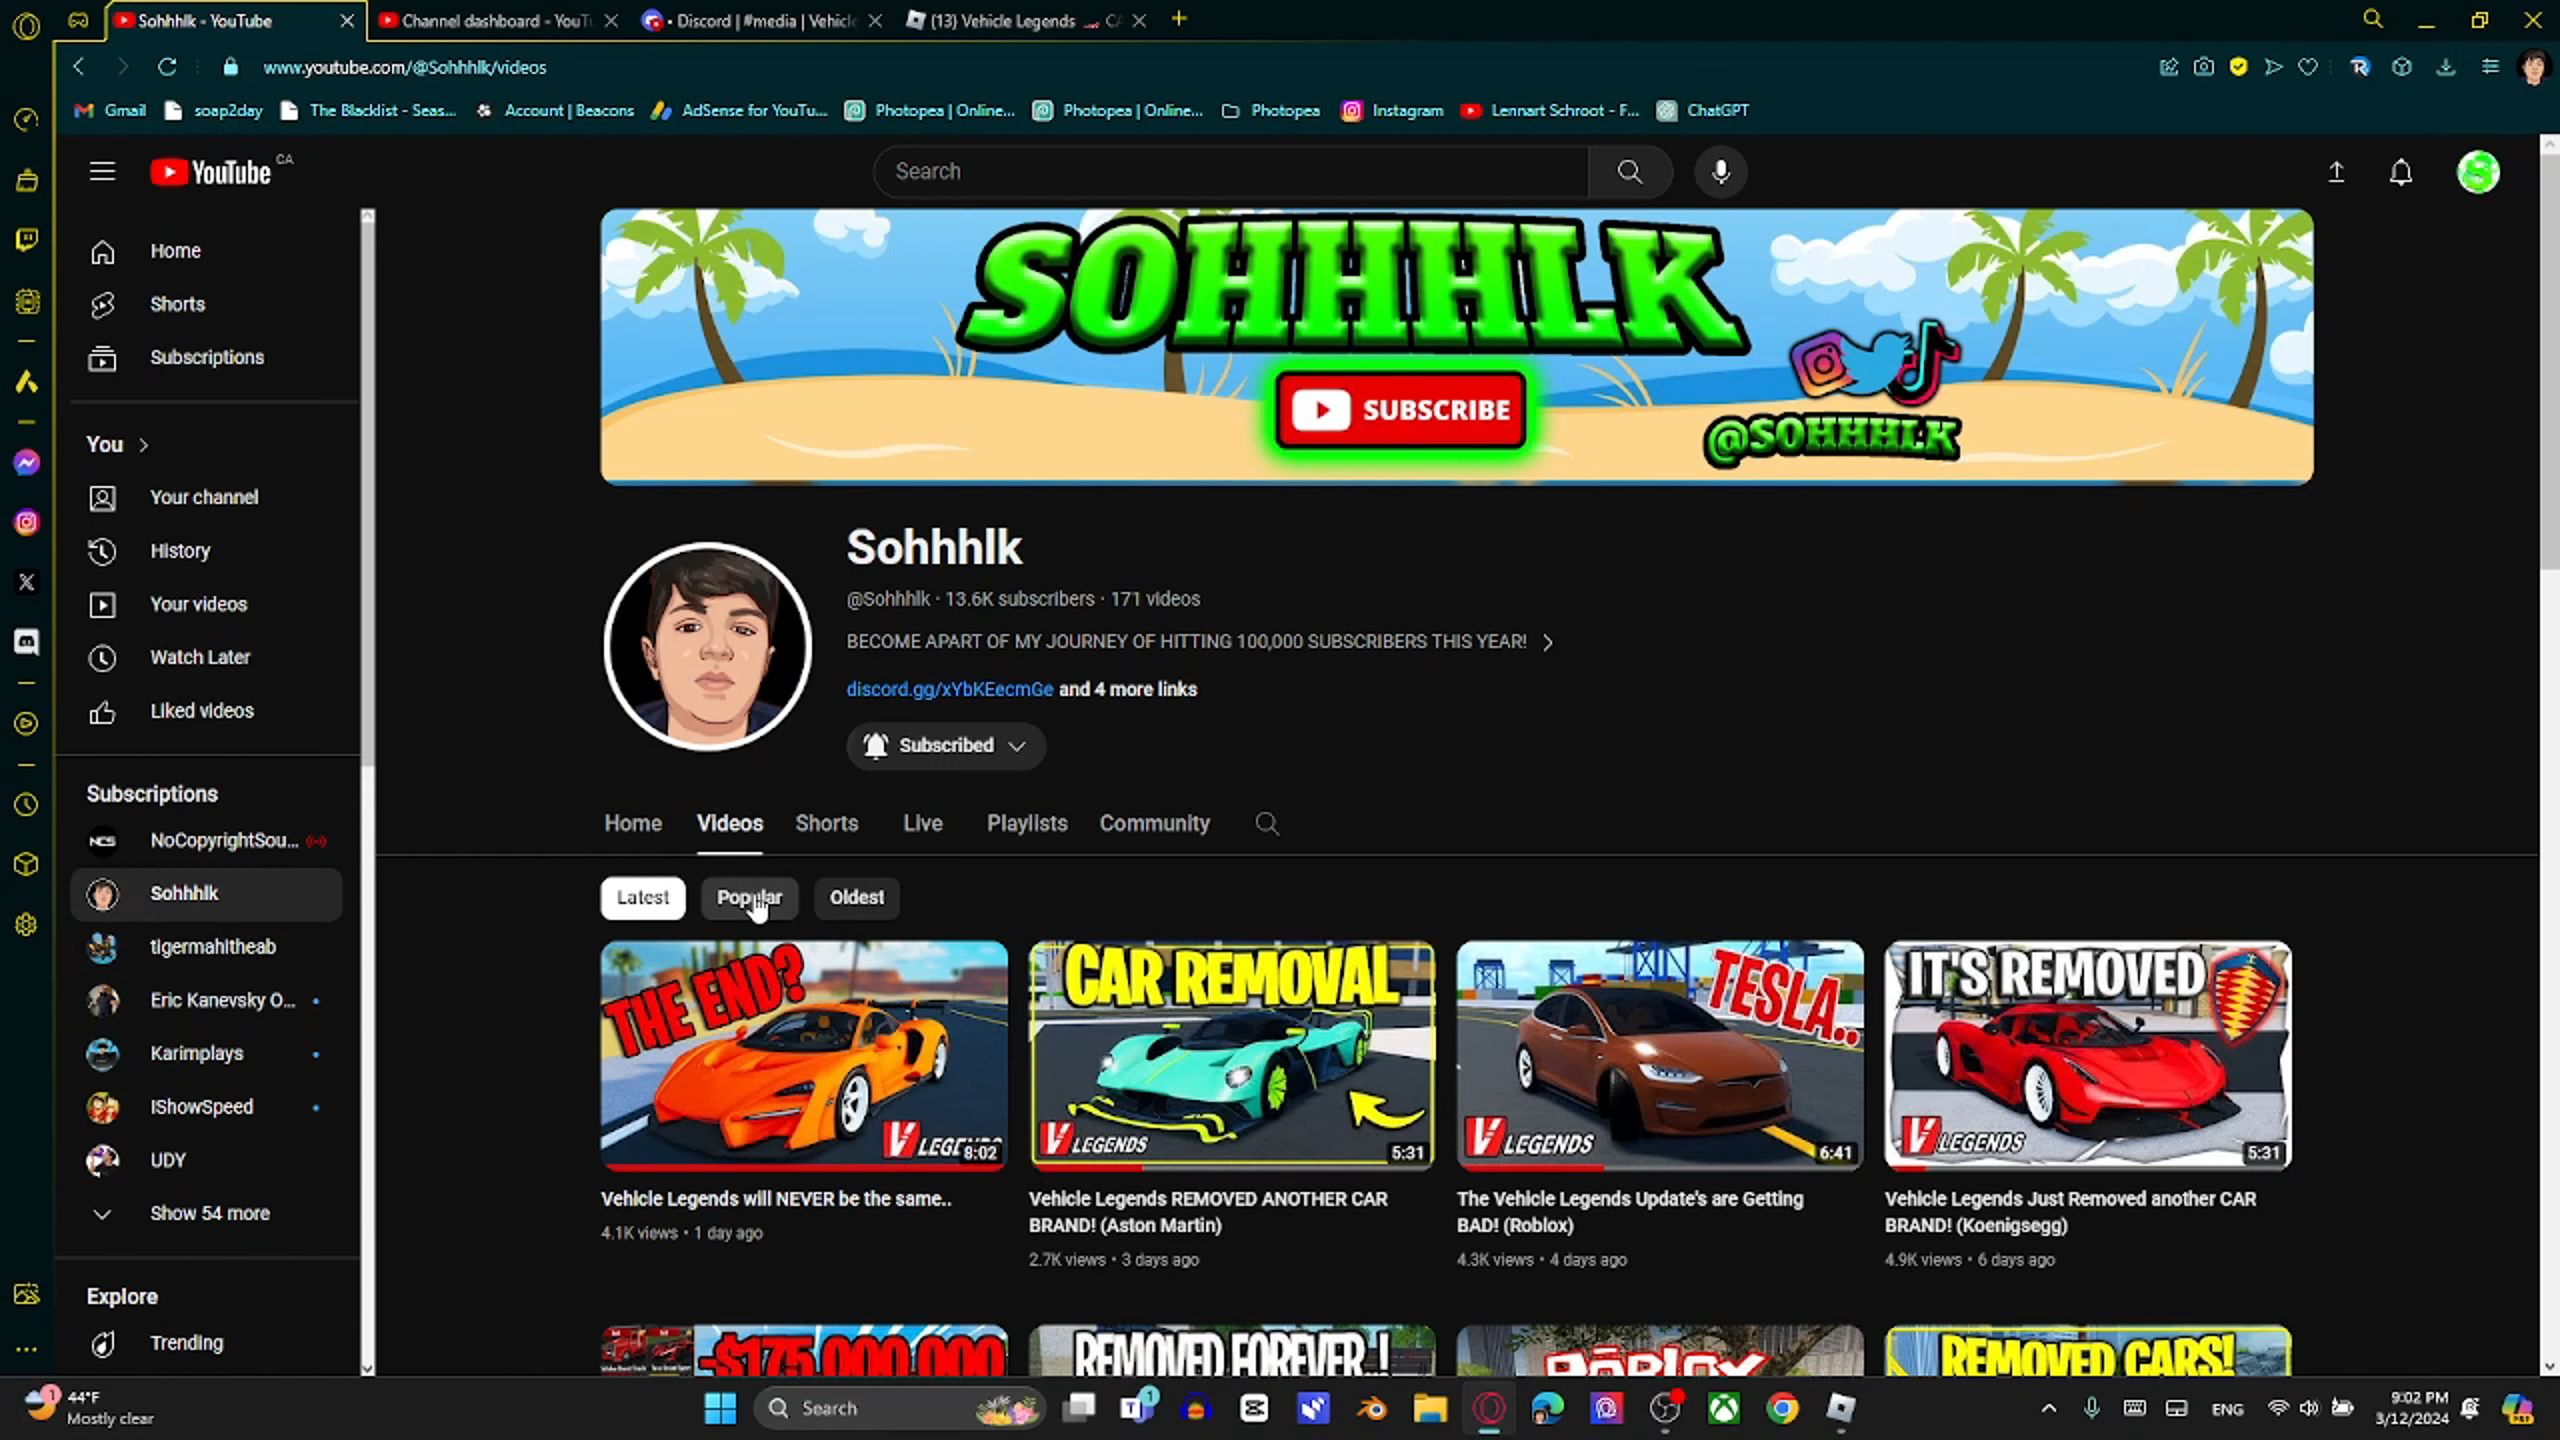 Sohhhlk - YouTube
Channel dashboard - YouT
• Discord | #media | Vehicle
(13) Vehicle Legends
www.youtube.com/@Sohhhlk/videos
Gmail
soap2day
The Blacklist - Seas...
Account | Beacons
AdSense for YouTu...
Photopea | Online...
Photopea | Online...
Photopea
Instagram
Lennart Schroot - F...
ChatGPT
YouTube CA
Search
Home
Shorts
Subscriptions
You
Your channel
History
Your videos
Watch Later
Liked videos
Subscriptions
NCS
NoCopyrightSou...
Sohhhlk
tigermahitheab
Eric Kanevsky O...
Karimplays
IShowSpeed
UDY
Show 54 more
Explore
Trending
SOHHHLK
SUBSCRIBE
@SOHHHLK
Sohhhlk
@Sohhhlk · 13.6K subscribers · 171 videos
BECOME APART OF MY JOURNEY OF HITTING 100,000 SUBSCRIBERS THIS YEAR!
discord.gg/xYbKEecmGe and 4 more links
Subscribed
Home Videos Shorts Live Playlists Community
Latest Popular Oldest
THE END?
V LEGENDS
8:02
Vehicle Legends will NEVER be the same..
4.1K views • 1 day ago
CAR REMOVAL
V LEGENDS
5:31
Vehicle Legends REMOVED ANOTHER CAR
BRAND! (Aston Martin)
2.7K views • 3 days ago
TESLA..
V LEGENDS
6:41
The Vehicle Legends Update's are Getting
BAD! (Roblox)
4.3K views • 4 days ago
IT'S REMOVED
V LEGENDS
5:31
Vehicle Legends Just Removed another CAR
BRAND! (Koenigsegg)
4.9K views • 6 days ago
-$175,000,000
REMOVED FOREVER..!
ROBLOX
REMOVED CARS!
1
44°F
Mostly clear
Search
1
ENG
9:02 PM
3/12/2024